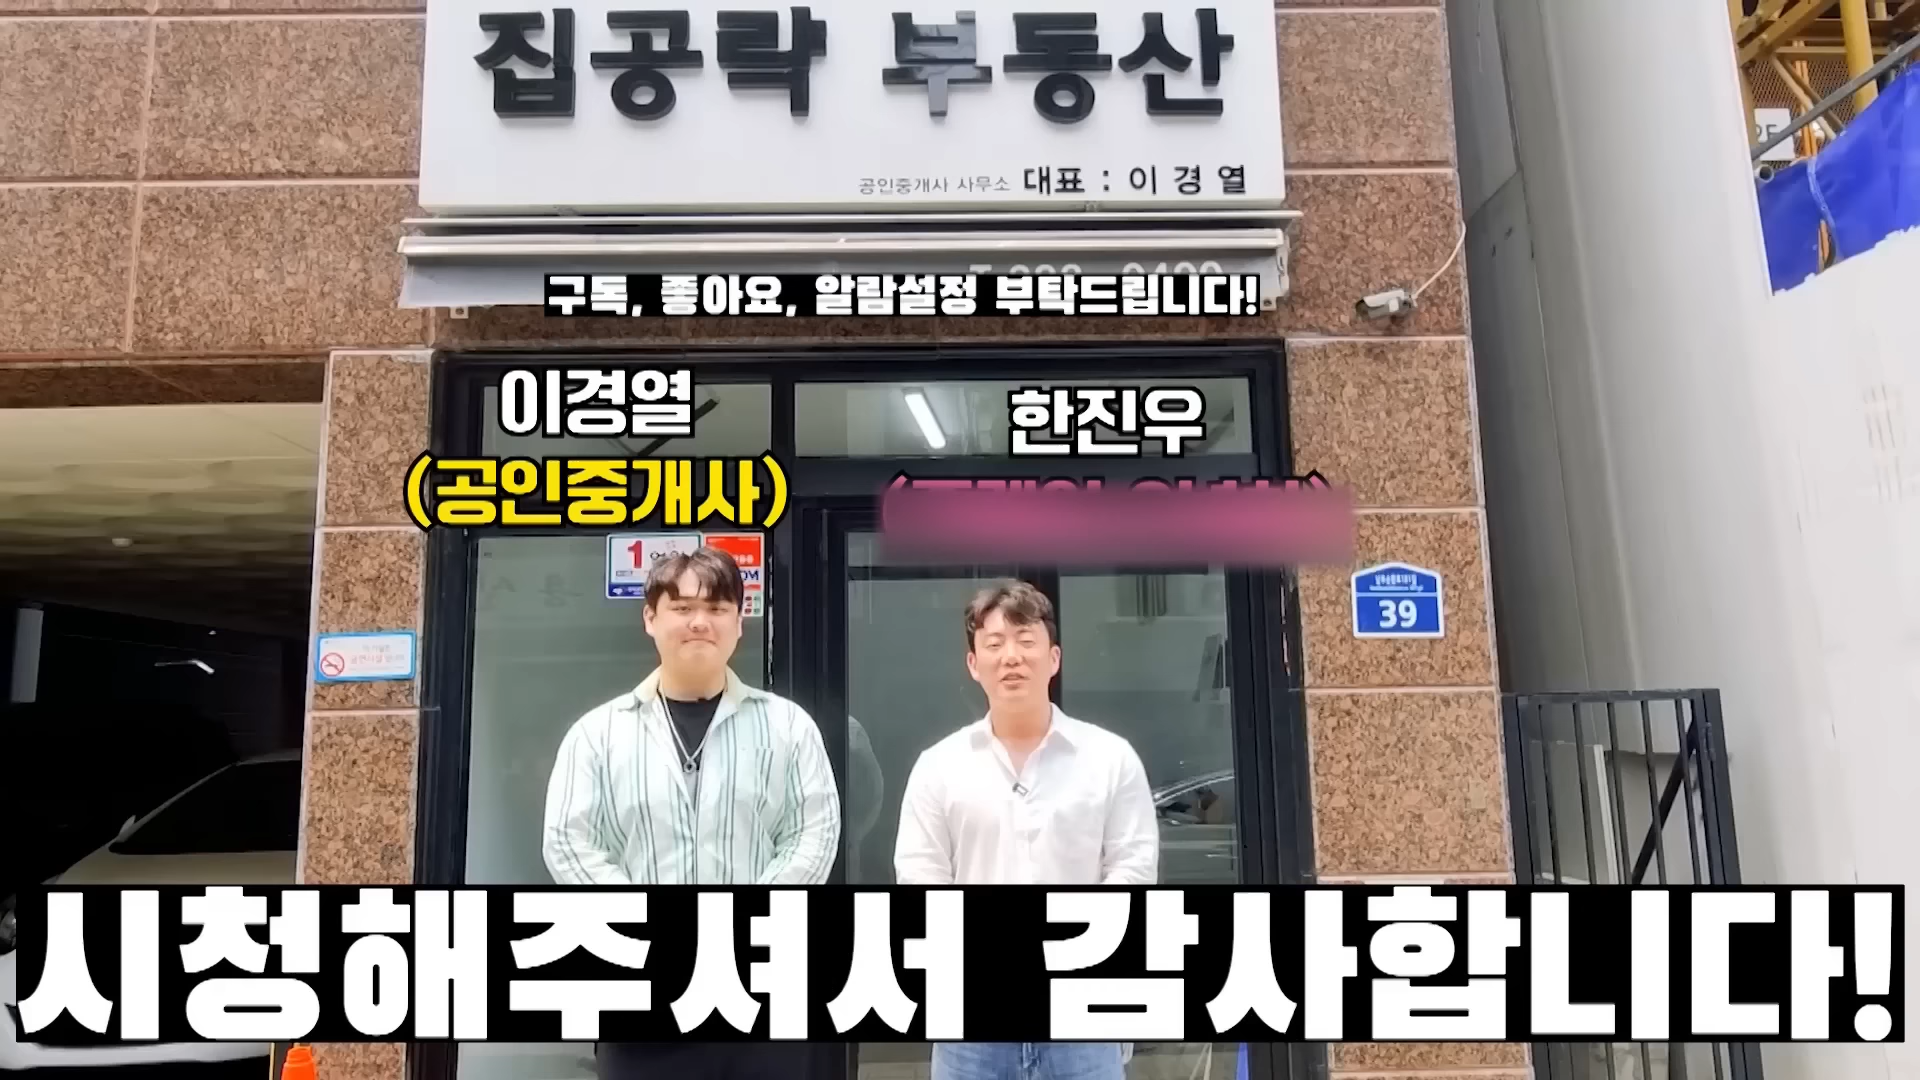 집공락 부동산
공인중개사 사무소 대표 : 이경열
구독, 좋아요, 알람설정 부탁드립니다!
이경열
한진우
(공인중개사)
1
39
시청해주셔서 감사합니다!